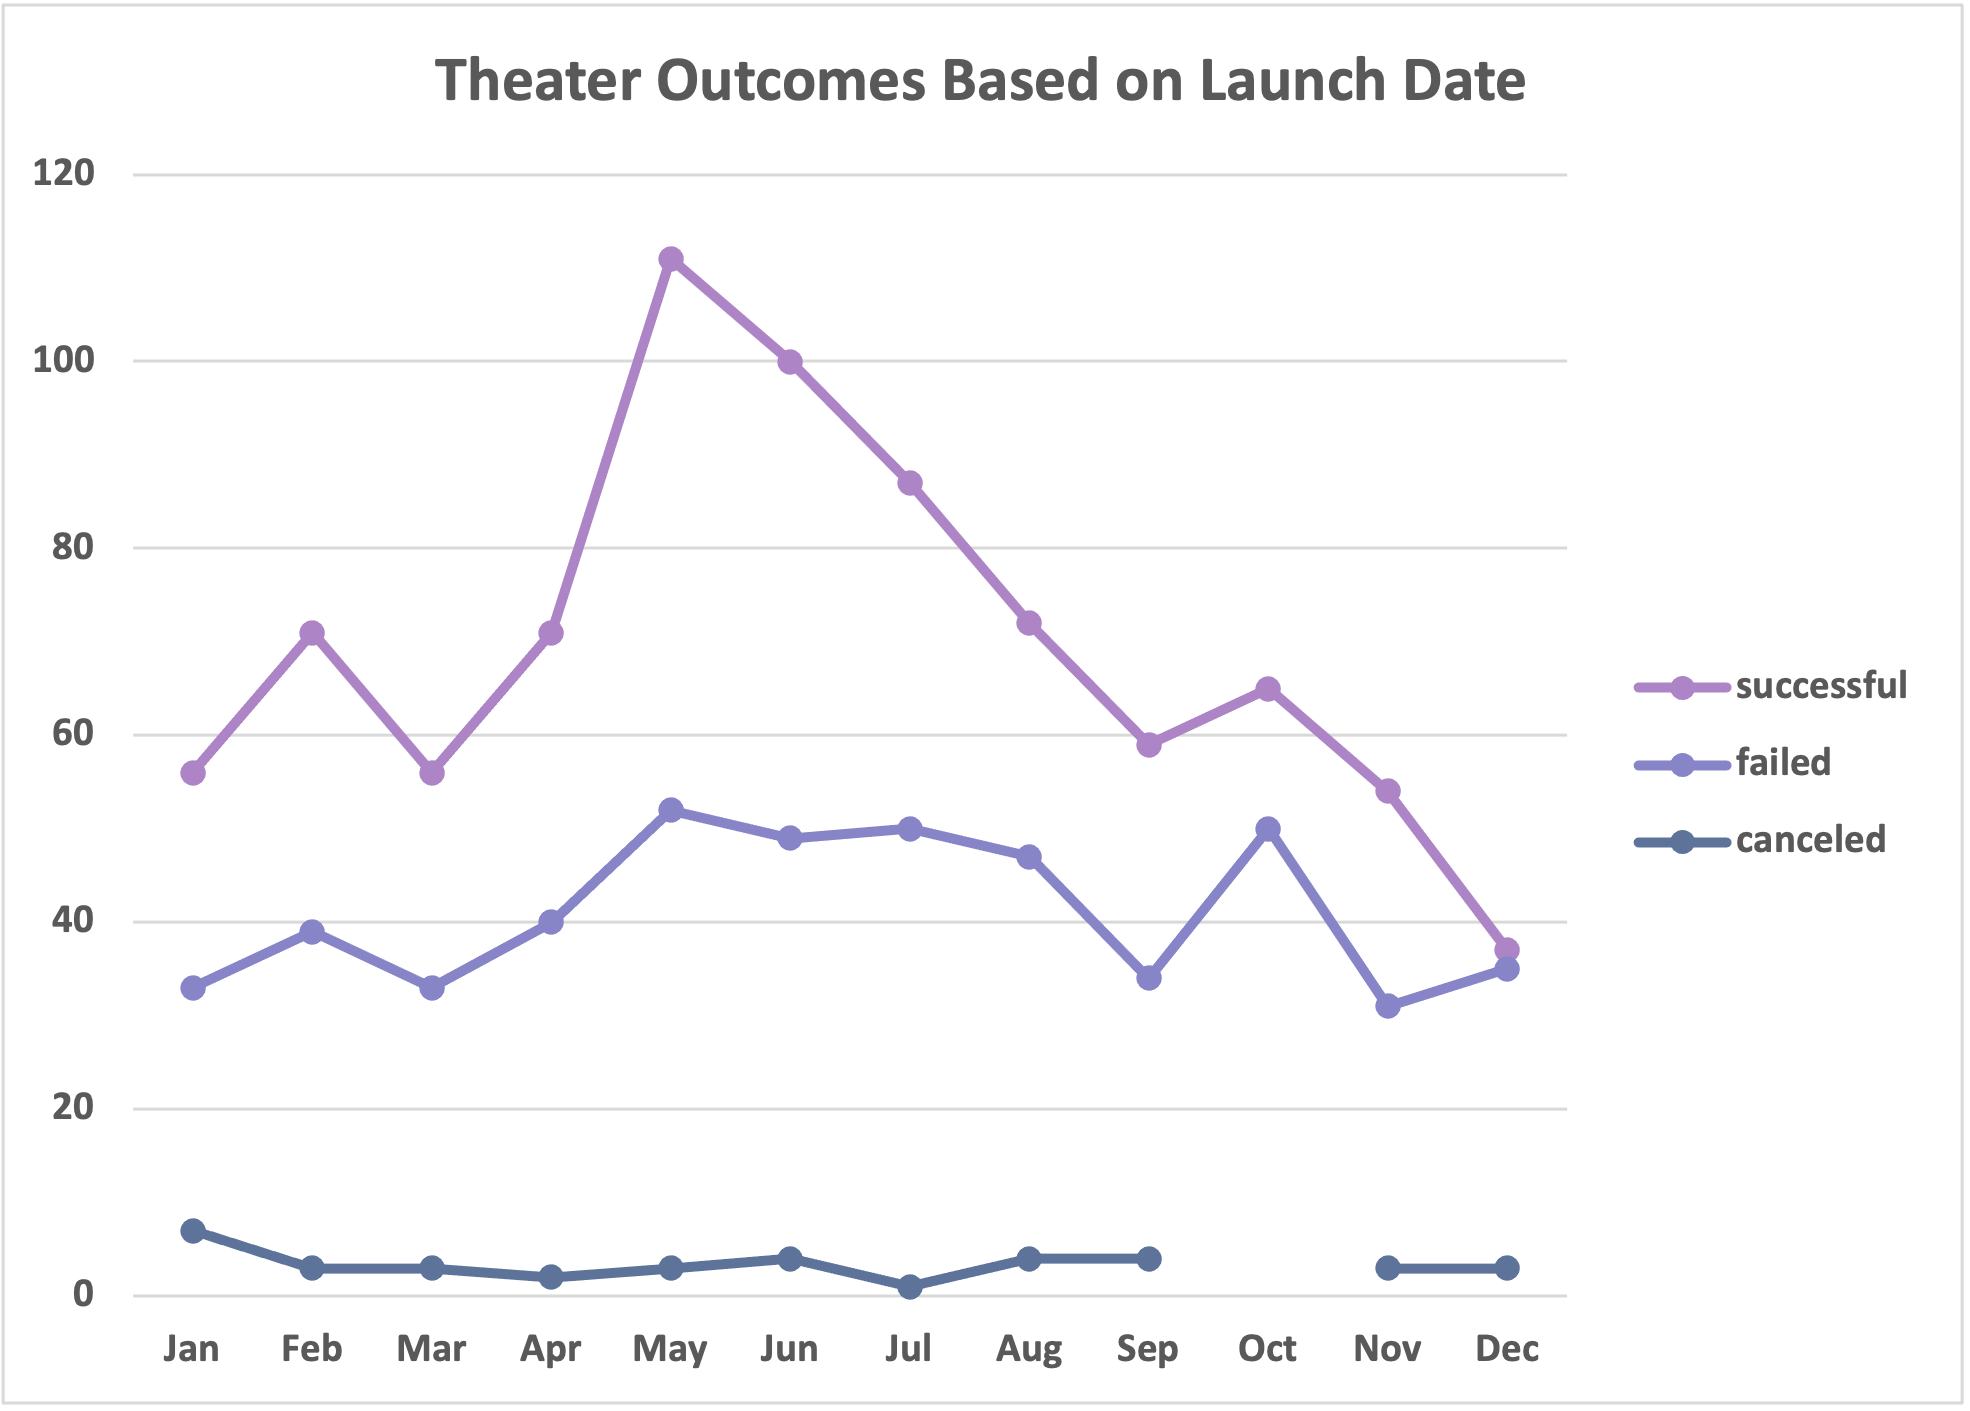 Theater Outcomes Based on Launch Date
120
100
80
60
40
20
0
Jan Feb Mar Apr May Jun Jul Aug Sep Oct Nov Dec
successful
failed
canceled